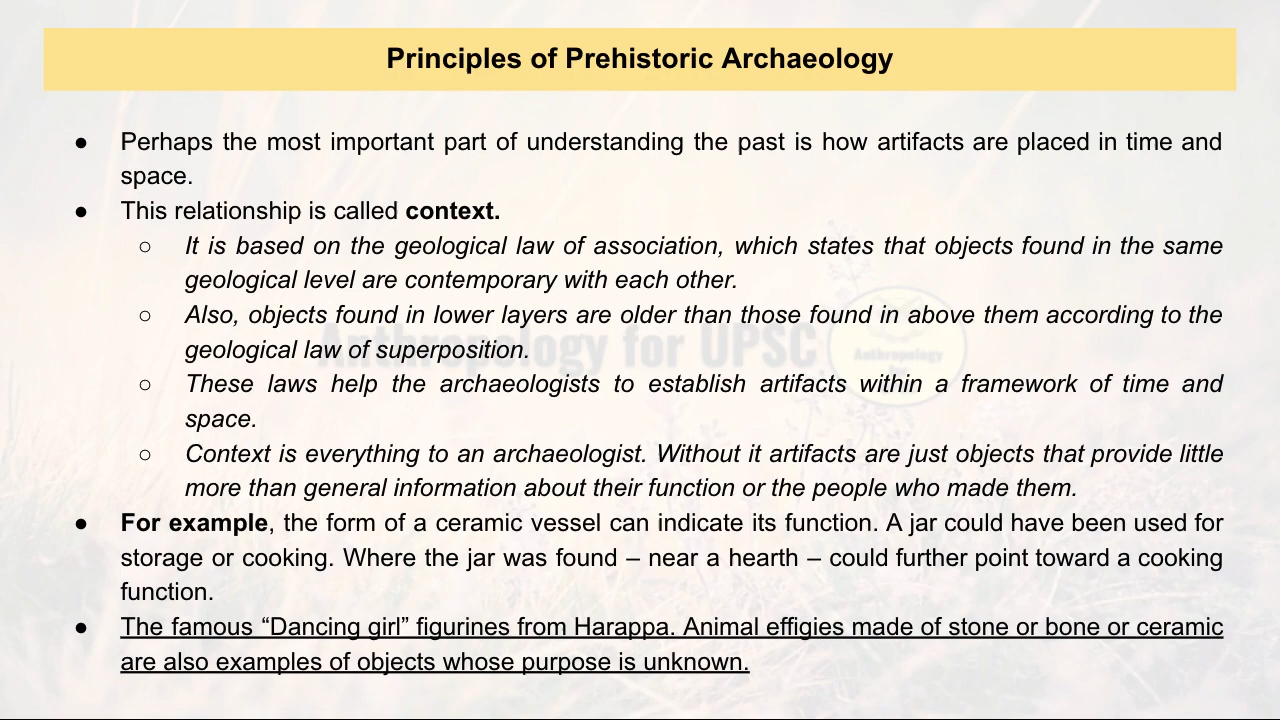 Principles of Prehistoric Archaeology
● Perhaps the most important part of understanding the past is how artifacts are placed in time and
space.
● This relationship is called context.
○ It is based on the geological law of association, which states that objects found in the same
geological level are contemporary with each other.
○ Also, objects found in lower layers are older than those found in above them according to the
geological law of superposition.
○ These laws help the archaeologists to establish artifacts within a framework of time and
space.
○ Context is everything to an archaeologist. Without it artifacts are just objects that provide little
more than general information about their function or the people who made them.
● For example, the form of a ceramic vessel can indicate its function. A jar could have been used for
storage or cooking. Where the jar was found – near a hearth – could further point toward a cooking
function.
● The famous “Dancing girl” figurines from Harappa. Animal effigies made of stone or bone or ceramic
are also examples of objects whose purpose is unknown.
Anthropology for UPSC
Anthropology